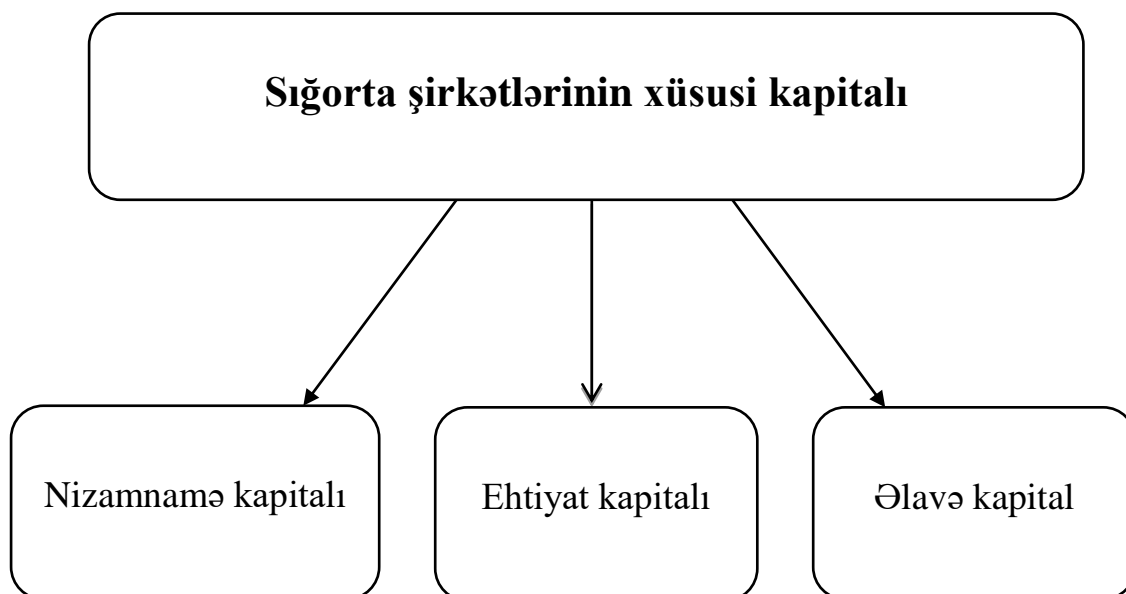 Sığorta şirkətlərinin xüsusi kapitalı
Nizamnamə kapitalı
Ehtiyat kapitalı
Əlavə kapital